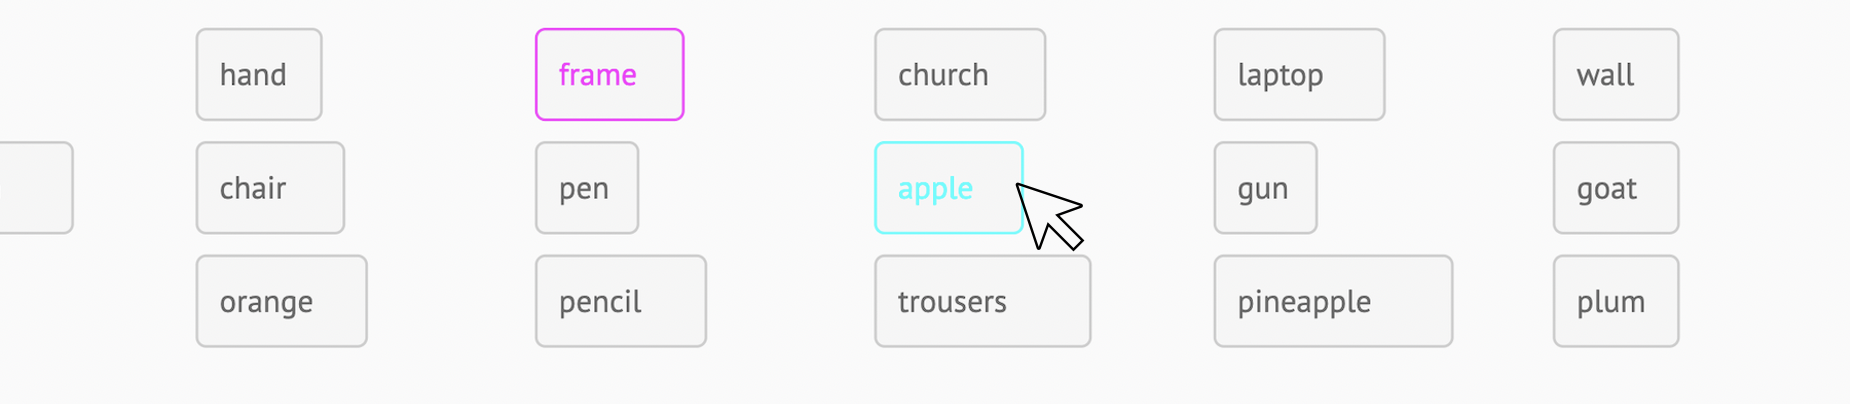 hand frame church laptop wall
chair pen apple gun goat
orange pencil trousers pineapple plum